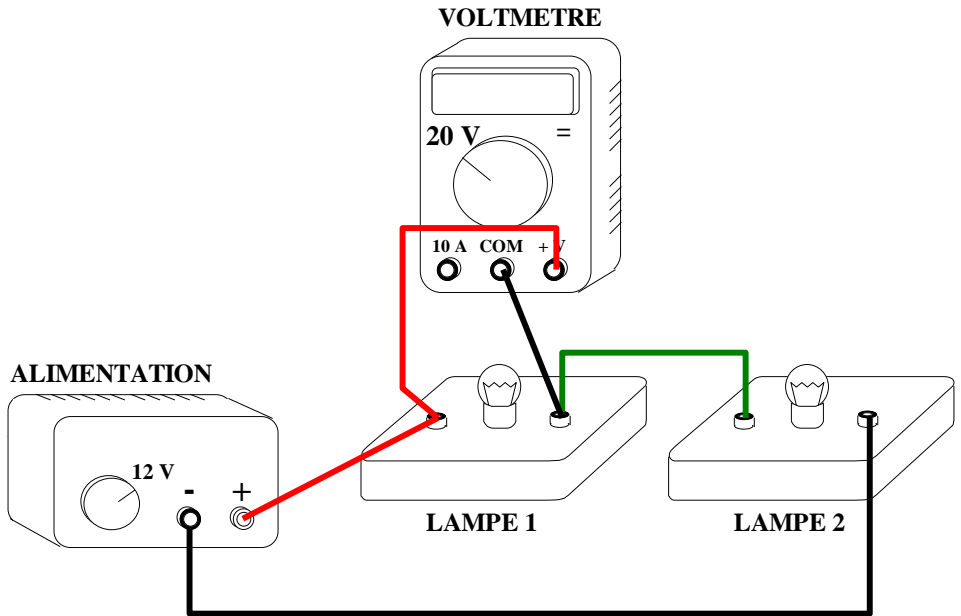 VOLTMETRE
20 V =
10 A COM + V
ALIMENTATION
12 V
- +
LAMPE 1 LAMPE 2